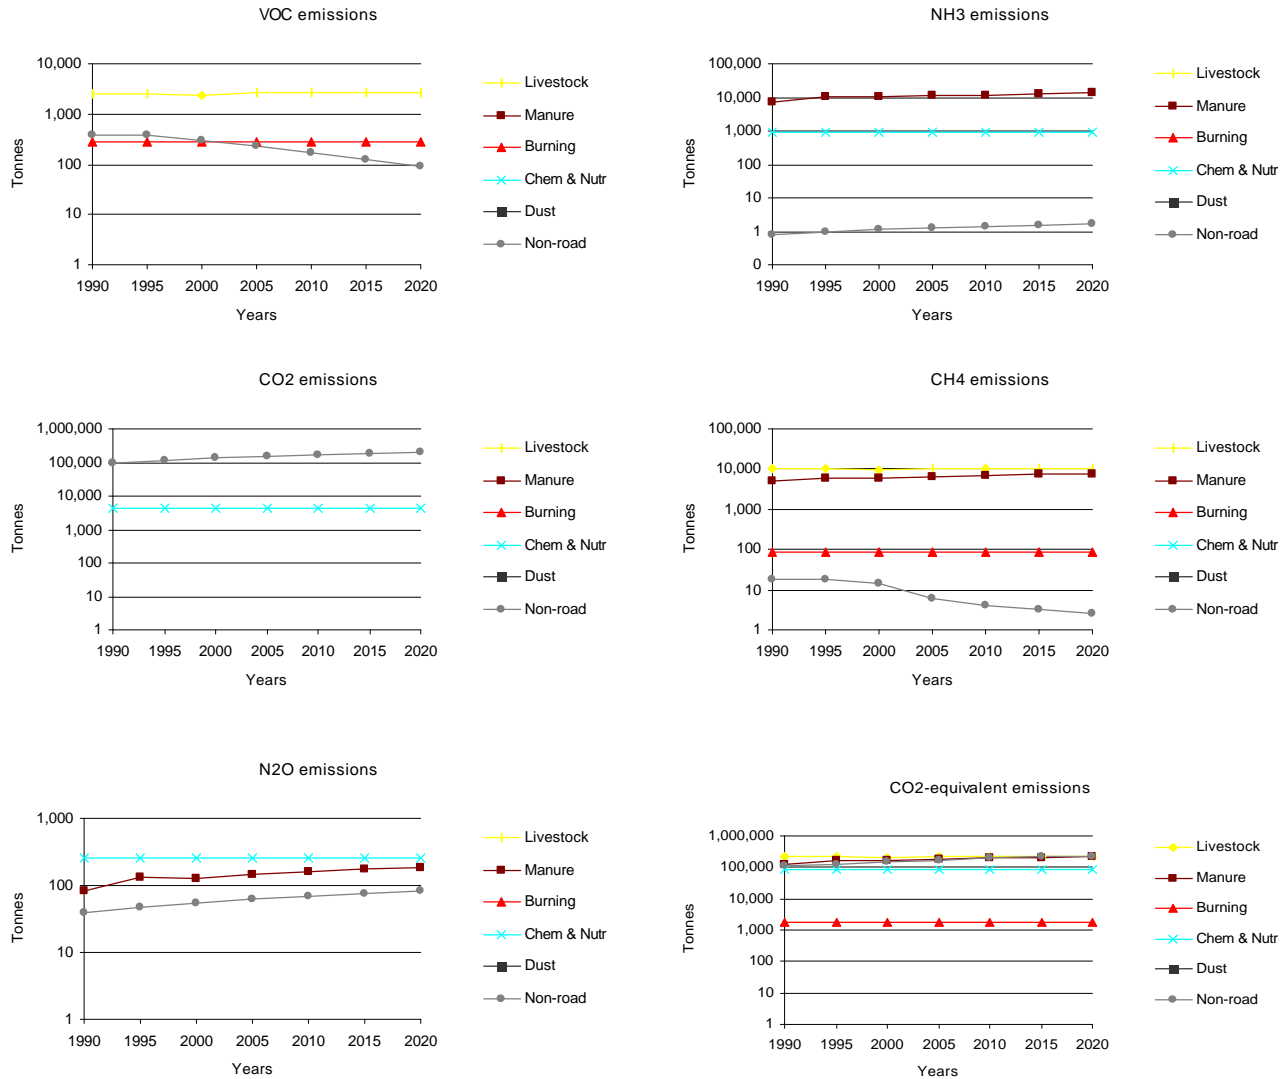 VOC emissions
10,000
1,000
100
10
1
Tonnes
1990 1995 2000 2005 2010 2015 2020
Years
Livestock
Manure
Burning
Chem & Nutr
Dust
Non-road
NH3 emissions
100,000
10,000
1,000
100
10
1
0
Tonnes
1990 1995 2000 2005 2010 2015 2020
Years
Livestock
Manure
Burning
Chem & Nutr
Dust
Non-road
CO2 emissions
1,000,000
100,000
10,000
1,000
100
10
1
Tonnes
1990 1995 2000 2005 2010 2015 2020
Years
Livestock
Manure
Burning
Chem & Nutr
Dust
Non-road
CH4 emissions
100,000
10,000
1,000
100
10
1
Tonnes
1990 1995 2000 2005 2010 2015 2020
Years
Livestock
Manure
Burning
Chem & Nutr
Dust
Non-road
N2O emissions
1,000
100
10
1
Tonnes
1990 1995 2000 2005 2010 2015 2020
Years
Livestock
Manure
Burning
Chem & Nutr
Dust
Non-road
CO2-equivalent emissions
1,000,000
100,000
10,000
1,000
100
10
1
Tonnes
1990 1995 2000 2005 2010 2015 2020
Years
Livestock
Manure
Burning
Chem & Nutr
Dust
Non-road